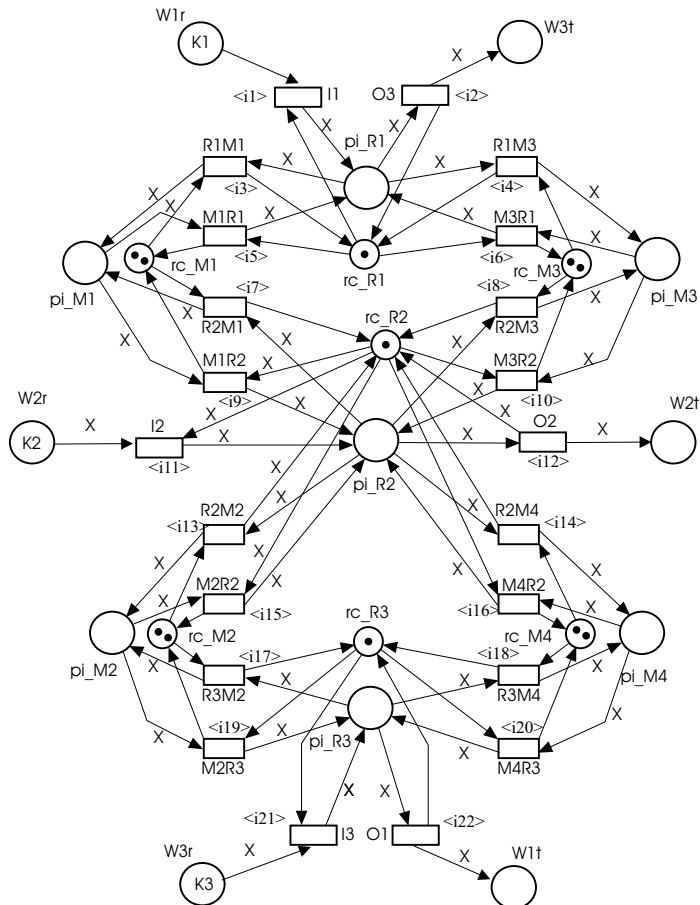 W1r
W3t
K1
X
<i1>
I1
O3
<i2>
X
X
pi_R1
R1M1
X
X
R1M3
X
<i3>
<i4>
X
X
M1R1
X
X
M3R1
X
rc_M1
<i5>
rc_R1
<i6>
rc_M3
pi_M1
<i7>
rc_R2
<i8>
pi_M3
X
R2M1
R2M3
X
X
M1R2
X
X
M3R2
X
W2r
<i9>
X
X
<i10>
W2t
K2
X
I2
X
X
O2
X
<i11>
pi_R2
<i12>
<i13>
R2M2
X
X
R2M4
<i14>
X
X
X
X
M2R2
X
X
M4R2
X
<i15>
rc_R3
<i16>
pi_M2
rc_M2
<i17>
<i18>
rc_M4
pi_M4
X
R3M2
X
X
R3M4
X
X
<i19>
pi_R3
<i20>
X
M2R3
X
X
M4R3
X
X
<i21>
I3
O1
<i22>
W3r
X
X
W1t
K3